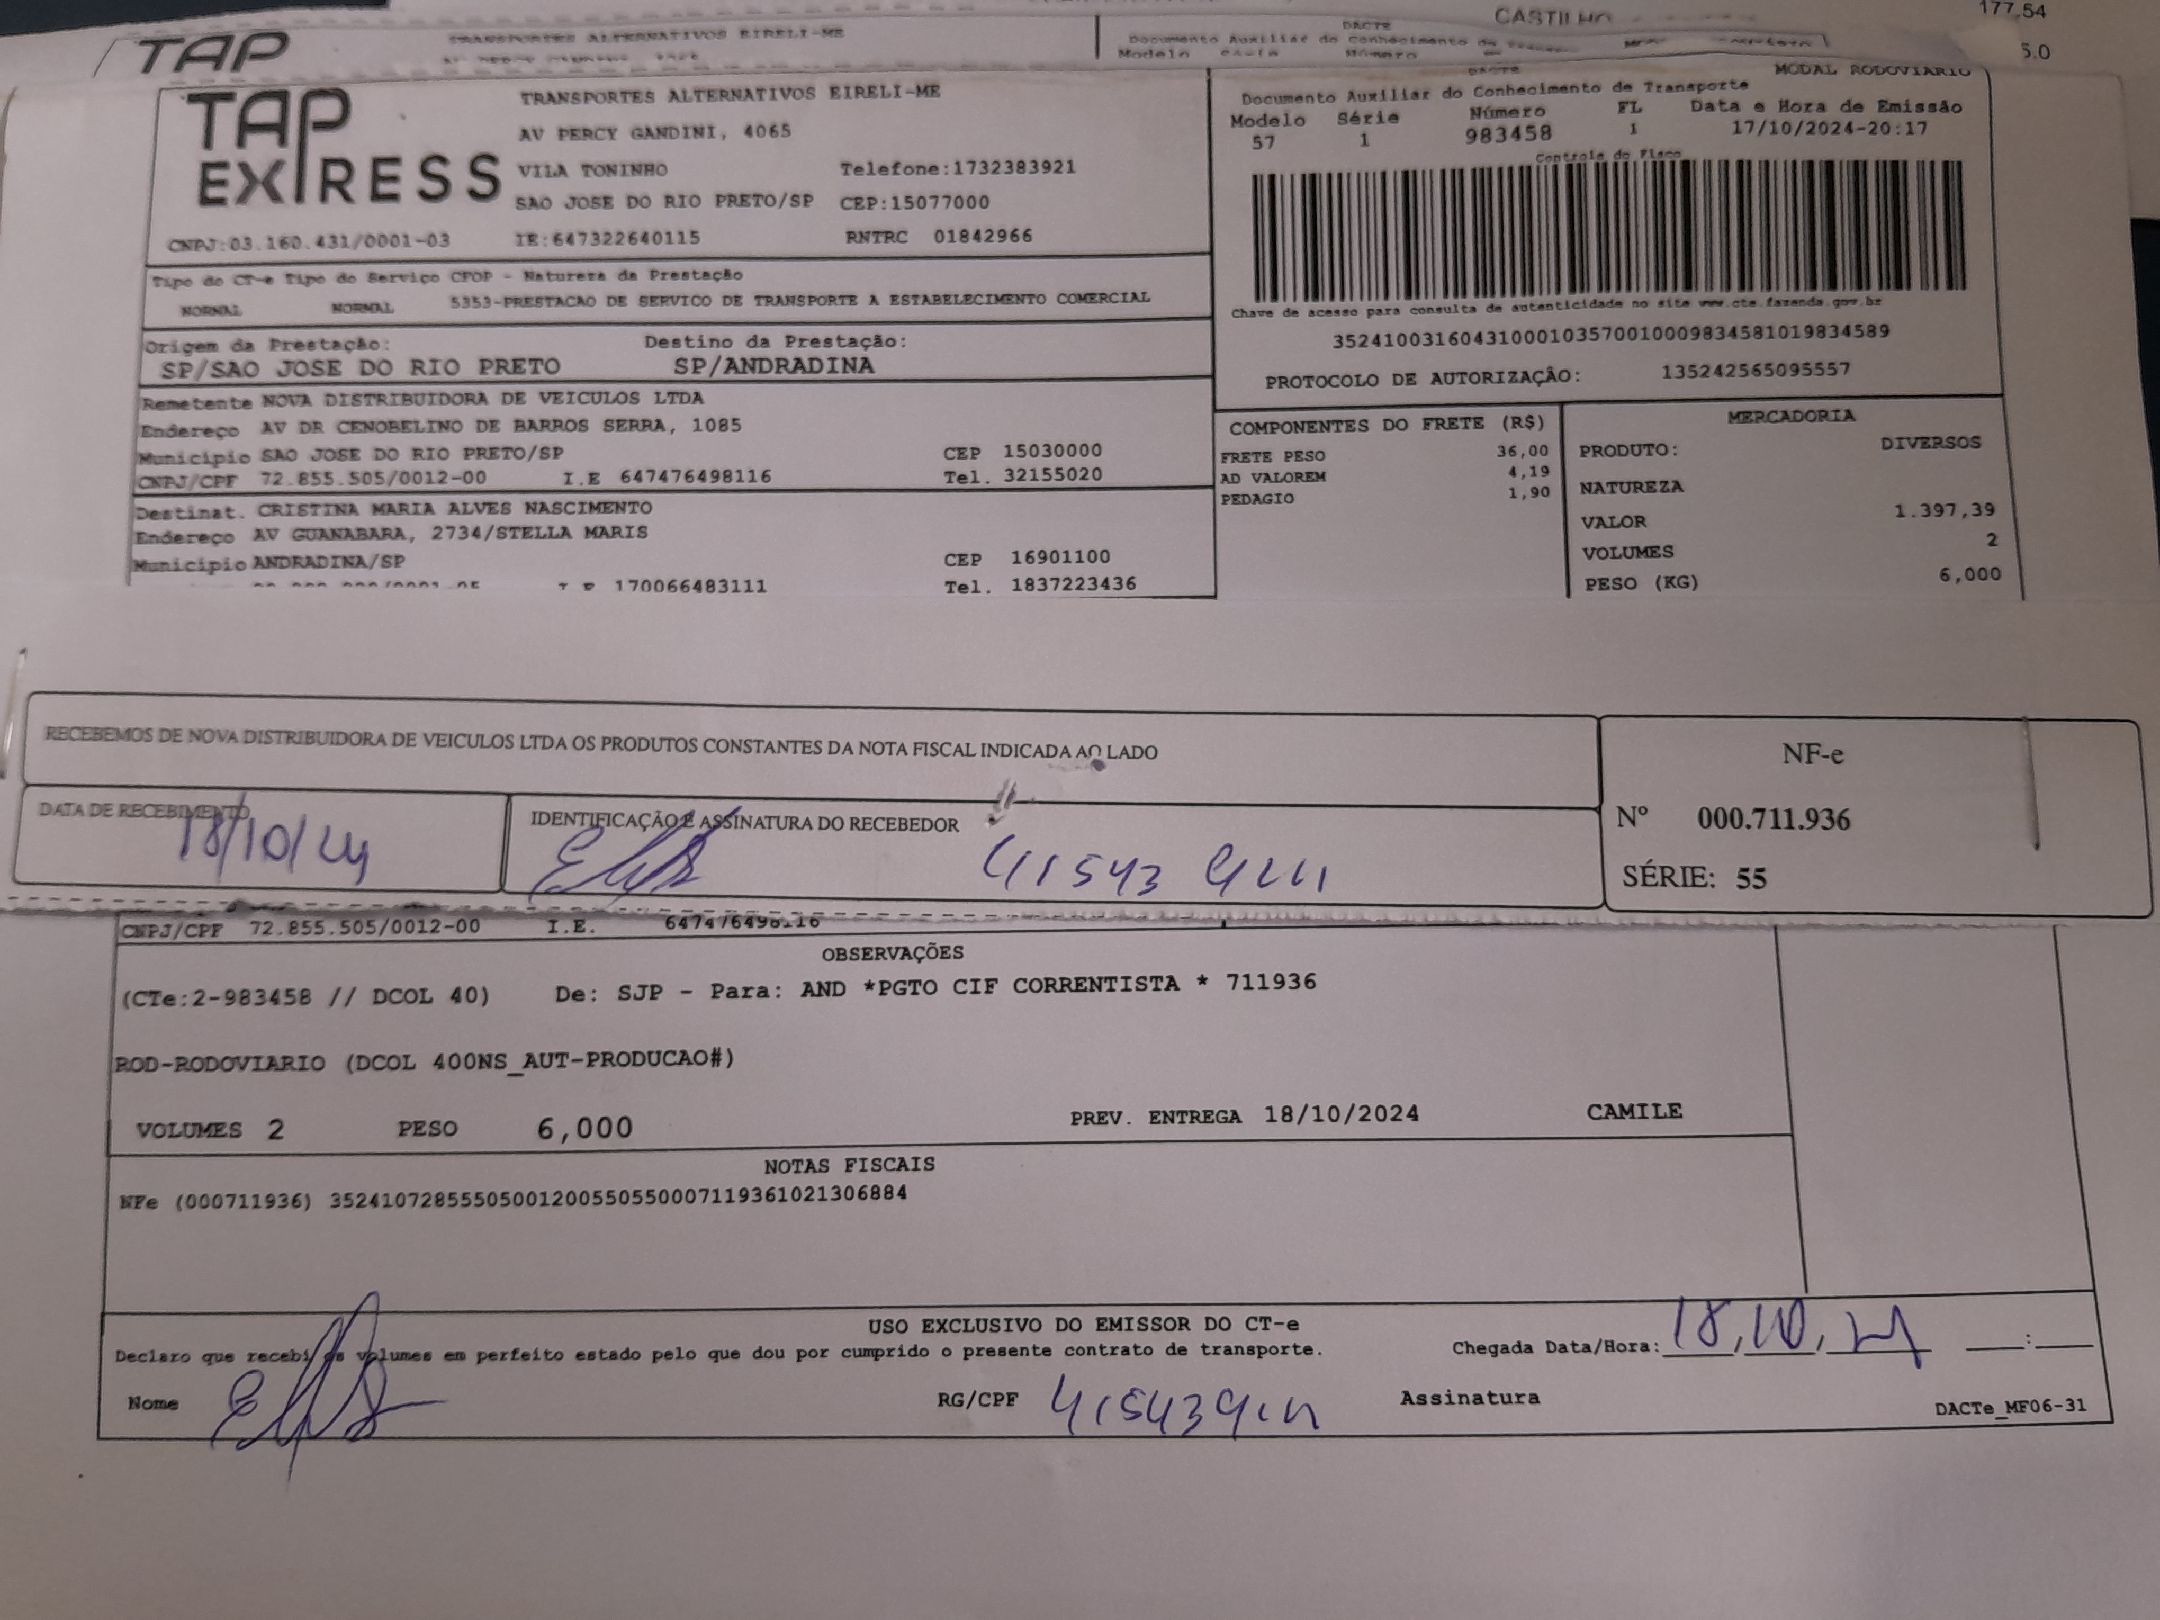 CASTILHO
177,54
TAP
TRANSPORTES ALTERNATIVOS EIRELI-ME
DACTE
Documento Auxiliar do Conhecimento de
5.0
Modelo
Número
TAP
EXPRESS
TRANSPORTES ALTERNATIVOS EIRELI-ME
AV PERCY GANDINI, 4065
VILA TONINHO Telefone:1732383921
SAO JOSE DO RIO PRETO/SP CEP:15077000
CNPJ:03.160.431/0001-03 IE:647322640115 RNTRC 01842966
DACTE MODAL RODOVIARIO
Documento Auxiliar do Conhecimento de Transporte
Modelo Série Número FL Data e Hora de Emissão
57 1 983458 1 17/10/2024-20:17
Controle do Fisco
Chave de acesso para consulta de autenticidade no site www.cte.fazenda.gov.br
35241003160431000103570010009834581019834589
PROTOCOLO DE AUTORIZAÇÃO: 135242565095557
Tipo do CT-e Tipo do Serviço CFOP - Natureza da Prestação
NORMAL NORMAL 5353-PRESTACAO DE SERVICO DE TRANSPORTE A ESTABELECIMENTO COMERCIAL
Origem da Prestação: Destino da Prestação:
SP/SAO JOSE DO RIO PRETO SP/ANDRADINA
Remetente NOVA DISTRIBUIDORA DE VEICULOS LTDA
Endereço AV DR CENOBELINO DE BARROS SERRA, 1085
Municipio SAO JOSE DO RIO PRETO/SP CEP 15030000
CNPJ/CPF 72.855.505/0012-00 I.E 647476498116 Tel. 32155020
Destinat. CRISTINA MARIA ALVES NASCIMENTO
Endereço AV GUANABARA, 2734/STELLA MARIS
Municipio ANDRADINA/SP CEP 16901100
170066483111 Tel. 1837223436
COMPONENTES DO FRETE (R$)
FRETE PESO 36,00
AD VALOREM 4,19
PEDAGIO 1,90
MERCADORIA
PRODUTO: DIVERSOS
NATUREZA
VALOR 1.397,39
VOLUMES 2
PESO (KG) 6,000
RECEBEMOS DE NOVA DISTRIBUIDORA DE VEICULOS LTDA OS PRODUTOS CONSTANTES DA NOTA FISCAL INDICADA AO LADO
DATA DE RECEBIMENTO
18/10/24
IDENTIFICAÇÃO E ASSINATURA DO RECEBEDOR
NF-e
Nº 000.711.936
SÉRIE: 55
CNPJ/CPF 72.855.505/0012-00 I.E. 647476498116
OBSERVAÇÕES
(CTe:2-983458 // DCOL 40) De: SJP - Para: AND *PGTO CIF CORRENTISTA * 711936
ROD-RODOVIARIO (DCOL 400NS_AUT-PRODUCAO#)
VOLUMES 2 PESO 6,000 PREV. ENTREGA 18/10/2024 CAMILE
NOTAS FISCAIS
NFe (000711936) 35241072855505001200550550007119361021306884
USO EXCLUSIVO DO EMISSOR DO CT-e
Declaro que recebi os volumes em perfeito estado pelo que dou por cumprido o presente contrato de transporte. Chegada Data/Hora: 18,10,24 :
Nome RG/CPF Assinatura
DACTe_MF06-31